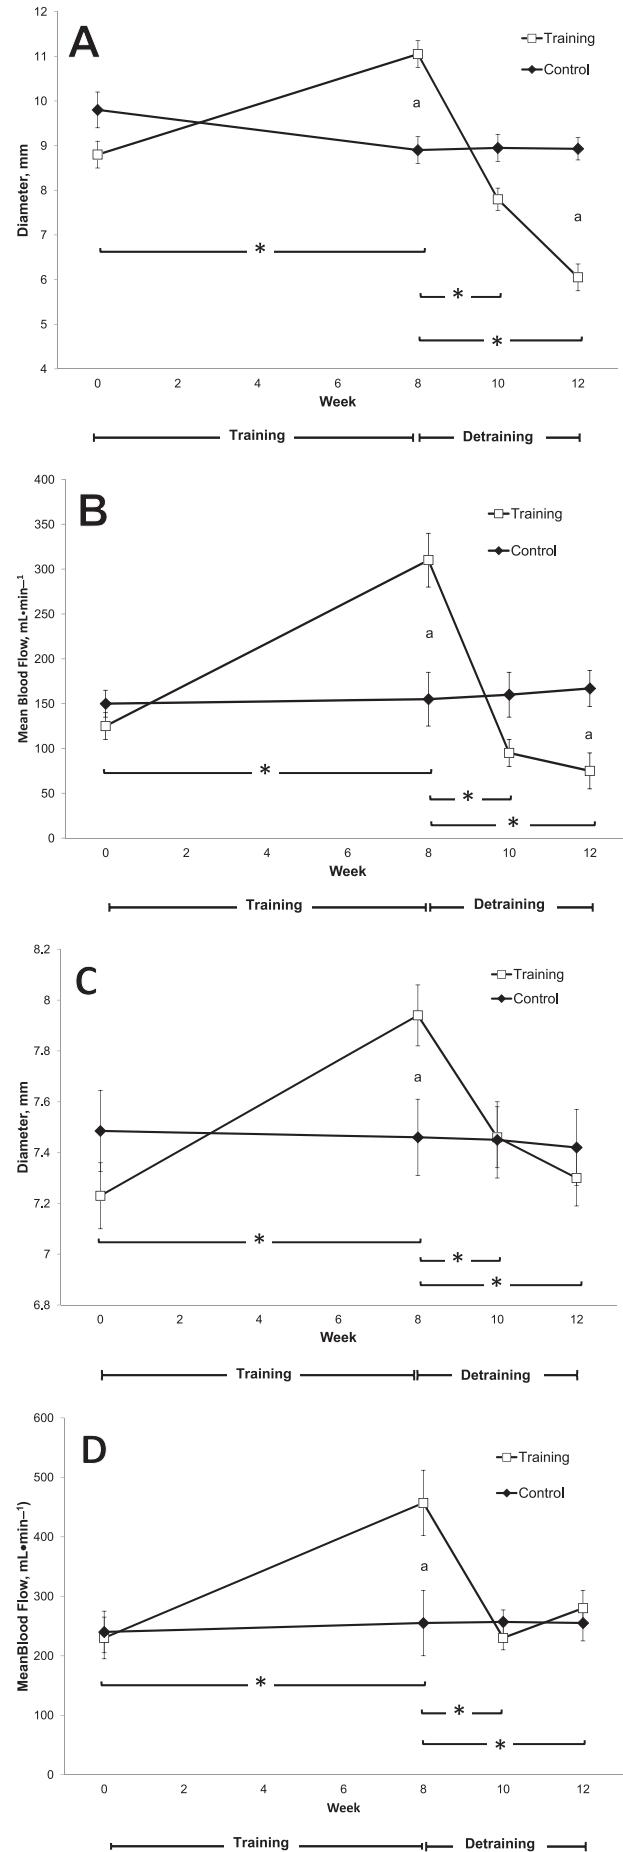 A
12
11
10
9
8
7
6
5
4
Diameter, mm
Training
Control
a
a
*
*
*
0 2 4 6 8 10 12
Week
Training Detraining
B
400
350
300
250
200
150
100
50
0
Mean Blood Flow, mL•min–1
Training
Control
a
a
*
*
*
0 2 4 6 8 10 12
Week
Training Detraining
C
8.2
8
7.8
7.6
7.4
7.2
7
6.8
Diameter, mm
Training
Control
a
*
*
*
0 2 4 6 8 10 12
Week
Training Detraining
D
600
500
400
300
200
100
0
MeanBlood Flow, mL•min–1)
Training
Control
a
*
*
*
0 2 4 6 8 10 12
Week
Training Detraining